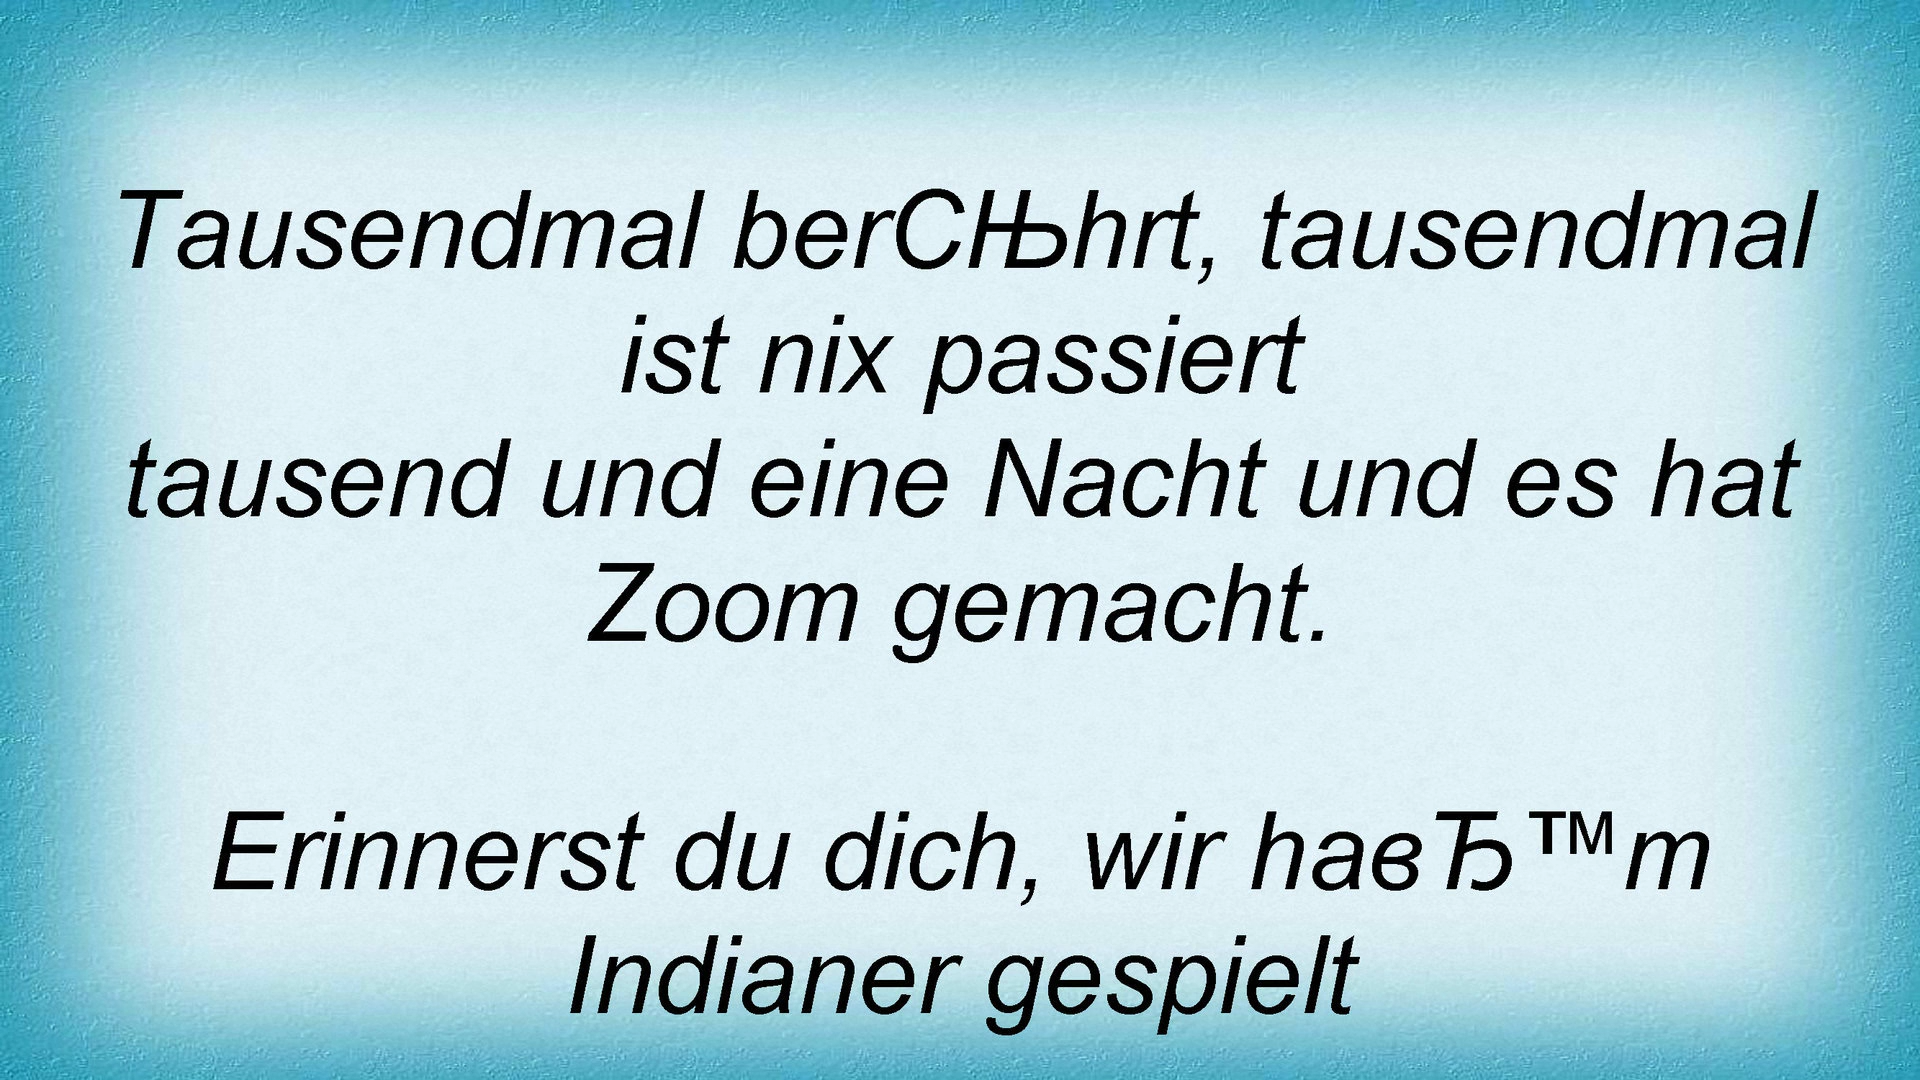 Tausendmal berCЊhrt, tausendmal
ist nix passiert
tausend und eine Nacht und es hat
Zoom gemacht.
Erinnerst du dich, wir haвЂ™m
Indianer gespielt